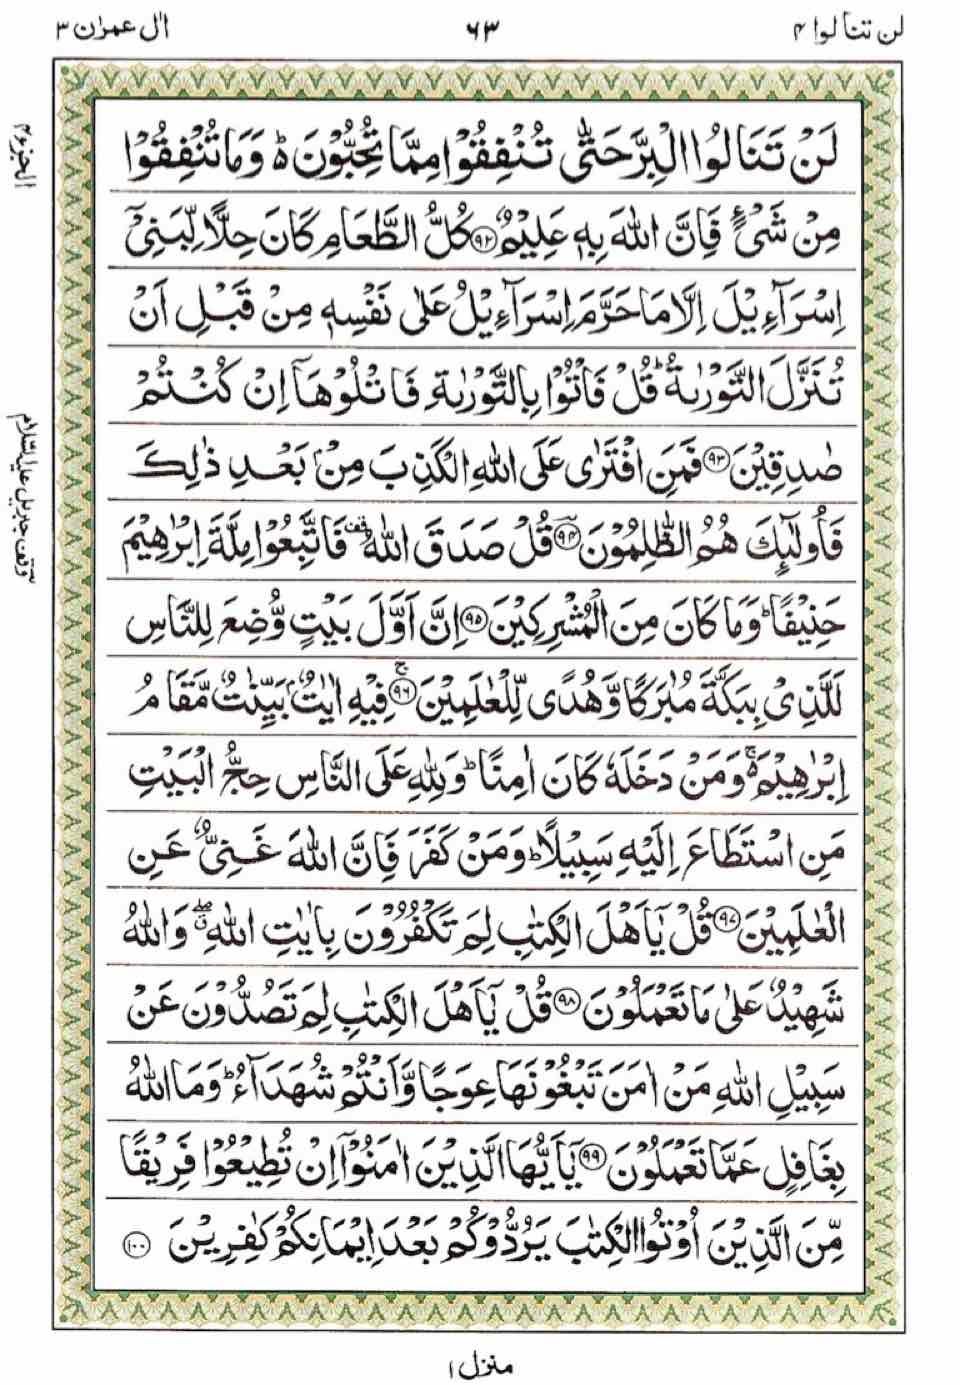 لن تنالوا ۴
۶۳
اٰل عمرٰن ۳
الجزء ۴
لَنْ تَنَالُوا الْبِرَّ حَتّٰى تُنْفِقُوْا مِمَّا تُحِبُّوْنَ ؕ۬ وَمَا تُنْفِقُوْا
مِنْ شَیْءٍ فَاِنَّ اللّٰهَ بِهٖ عَلِیْمٌ ﴿۹۲﴾ كُلُّ الطَّعَامِ كَانَ حِلًّا لِّبَنِیْۤ
اِسْرَآءِیْلَ اِلَّا مَا حَرَّمَ اِسْرَآءِیْلُ عَلٰى نَفْسِهٖ مِنْ قَبْلِ اَنْ
تُنَزَّلَ التَّوْرٰىةُ ؕ قُلْ فَاْتُوْا بِالتَّوْرٰىةِ فَاتْلُوْهَاۤ اِنْ كُنْتُمْ
صٰدِقِیْنَ ﴿۹۳﴾ فَمَنِ افْتَرٰى عَلَى اللّٰهِ الْكَذِبَ مِنْۢ بَعْدِ ذٰلِكَ
فَاُولٰٓئِكَ هُمُ الظّٰلِمُوْنَ ﴿۹۴﴾ قُلْ صَدَقَ اللّٰهُ ۫ فَاتَّبِعُوْا مِلَّةَ اِبْرٰهِیْمَ
حَنِیْفًا ؕ وَمَا كَانَ مِنَ الْمُشْرِكِیْنَ ﴿۹۵﴾ اِنَّ اَوَّلَ بَیْتٍ وُّضِعَ لِلنَّاسِ
لَلَّذِیْ بِبَكَّةَ مُبٰرَكًا وَّهُدًى لِّلْعٰلَمِیْنَ ﴿۹۶﴾ۚ فِیْهِ اٰیٰتٌۢ بَیِّنٰتٌ مَّقَامُ
اِبْرٰهِیْمَ ۚ۬ وَمَنْ دَخَلَهٗ كَانَ اٰمِنًا ؕ وَلِلّٰهِ عَلَى النَّاسِ حِجُّ الْبَیْتِ
مَنِ اسْتَطَاعَ اِلَیْهِ سَبِیْلًا ؕ وَمَنْ كَفَرَ فَاِنَّ اللّٰهَ غَنِیٌّ عَنِ
الْعٰلَمِیْنَ ﴿۹۷﴾ قُلْ یٰۤاَهْلَ الْكِتٰبِ لِمَ تَكْفُرُوْنَ بِاٰیٰتِ اللّٰهِ ۖۗ وَاللّٰهُ
شَهِیْدٌ عَلٰى مَا تَعْمَلُوْنَ ﴿۹۸﴾ قُلْ یٰۤاَهْلَ الْكِتٰبِ لِمَ تَصُدُّوْنَ عَنْ
سَبِیْلِ اللّٰهِ مَنْ اٰمَنَ تَبْغُوْنَهَا عِوَجًا وَّاَنْتُمْ شُهَدَآءُ ؕ وَمَا اللّٰهُ
بِغَافِلٍ عَمَّا تَعْمَلُوْنَ ﴿۹۹﴾ یٰۤاَیُّهَا الَّذِیْنَ اٰمَنُوْۤا اِنْ تُطِیْعُوْا فَرِیْقًا
مِّنَ الَّذِیْنَ اُوْتُوا الْكِتٰبَ یَرُدُّوْكُمْ بَعْدَ اِیْمَانِكُمْ كٰفِرِیْنَ ﴿۱۰۰﴾
وقف جبریل علیہ السلام
منزل ۱